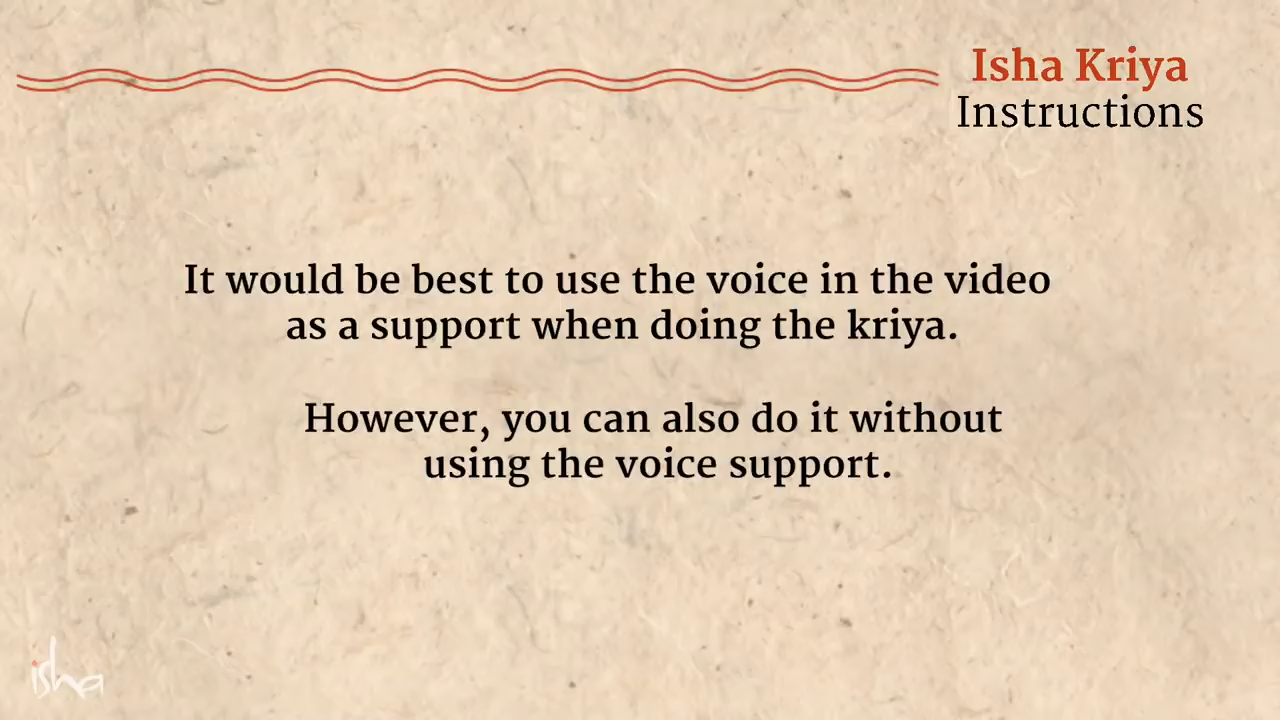 Isha Kriya
Instructions
It would be best to use the voice in the video
as a support when doing the kriya.
However, you can also do it without
using the voice support.
isha